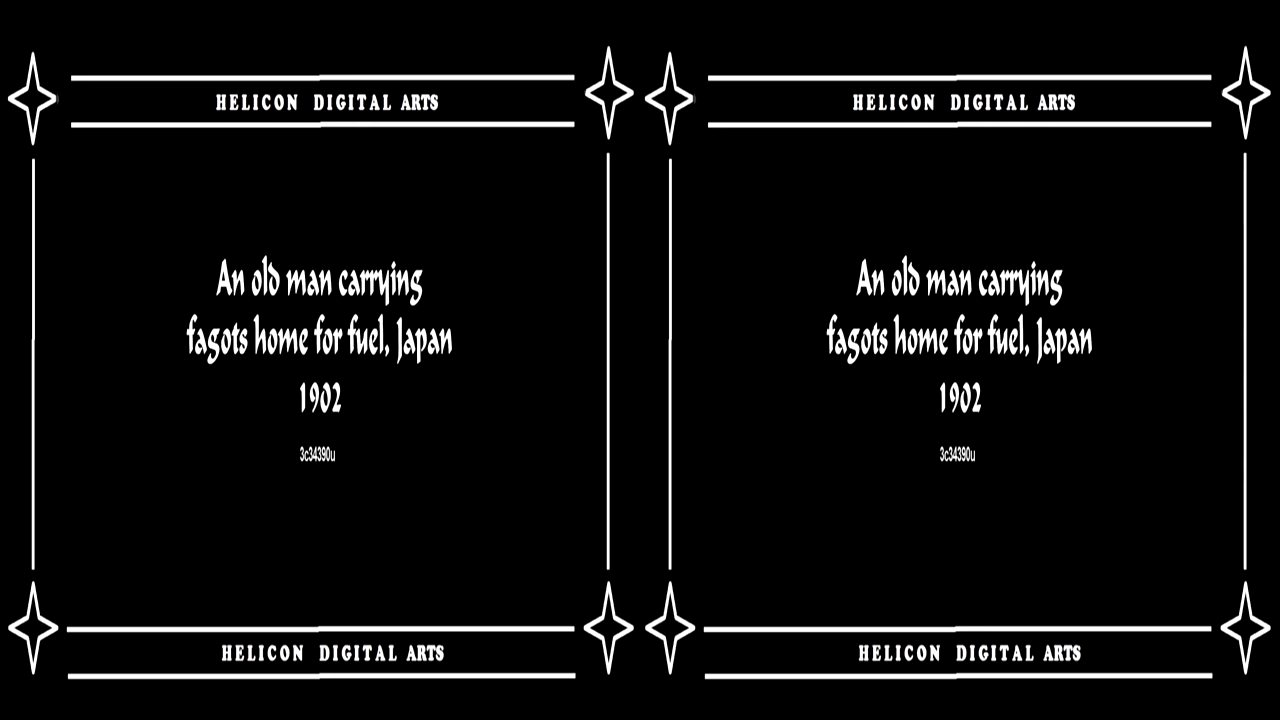 HELICON DIGITAL ARTS
An old man carrying
fagots home for fuel, Japan
1902
3c34390u
HELICON DIGITAL ARTS
HELICON DIGITAL ARTS
An old man carrying
fagots home for fuel, Japan
1902
3c34390u
HELICON DIGITAL ARTS